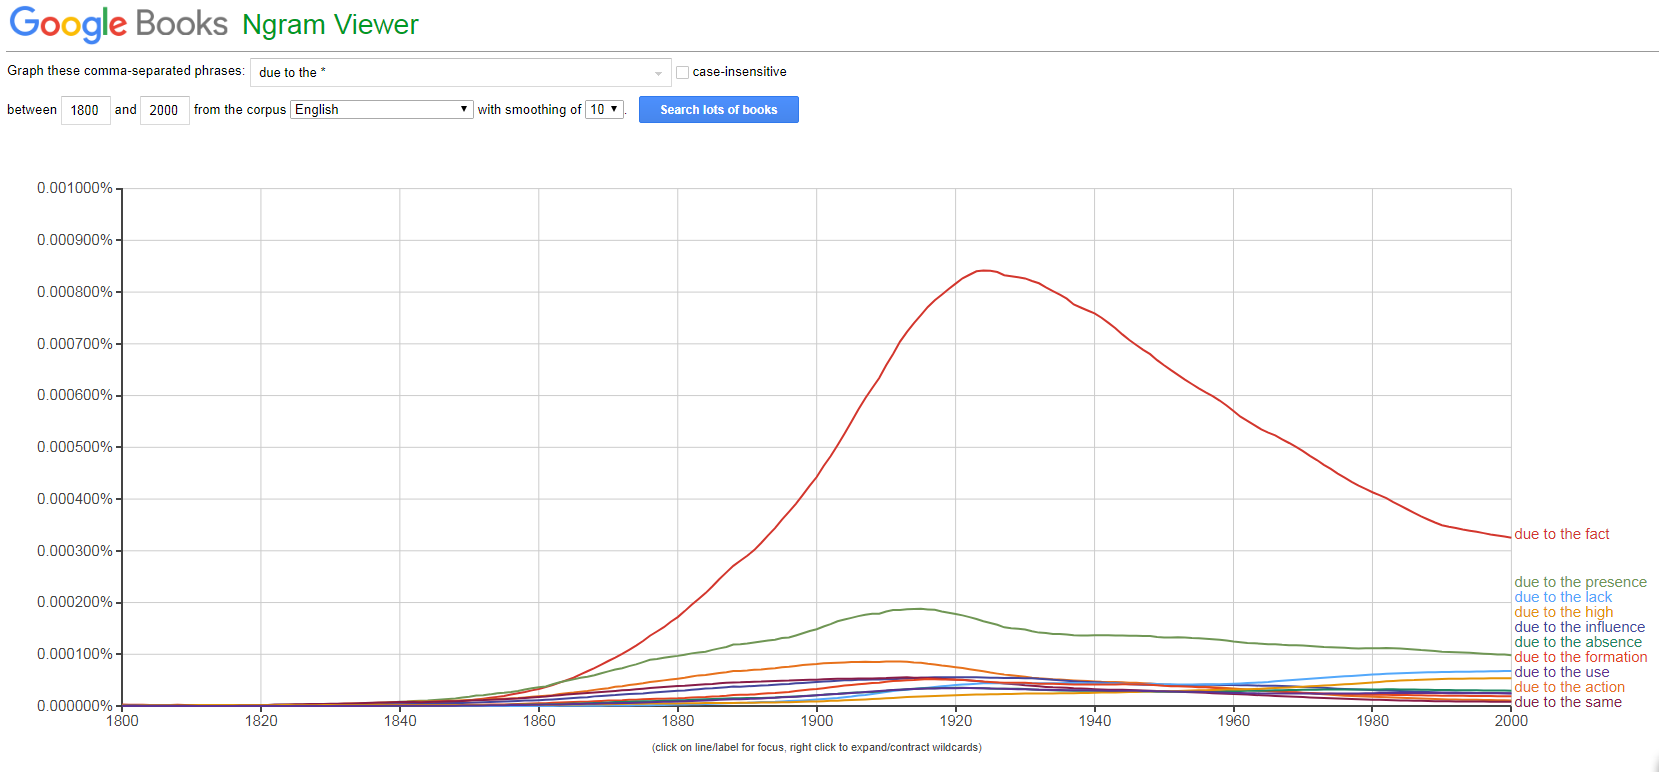 Google Books Ngram Viewer
Graph these comma-separated phrases: due to the * case-insensitive
between 1800 and 2000 from the corpus English with smoothing of 10 . Search lots of books
0.001000%
0.000900%
0.000800%
0.000700%
0.000600%
0.000500%
0.000400%
0.000300%
0.000200%
0.000100%
0.000000%
due to the fact
due to the presence
due to the lack
due to the high
due to the influence
due to the absence
due to the formation
due to the use
due to the action
due to the same
1800 1820 1840 1860 1880 1900 1920 1940 1960 1980 2000
(click on line/label for focus, right click to expand/contract wildcards)